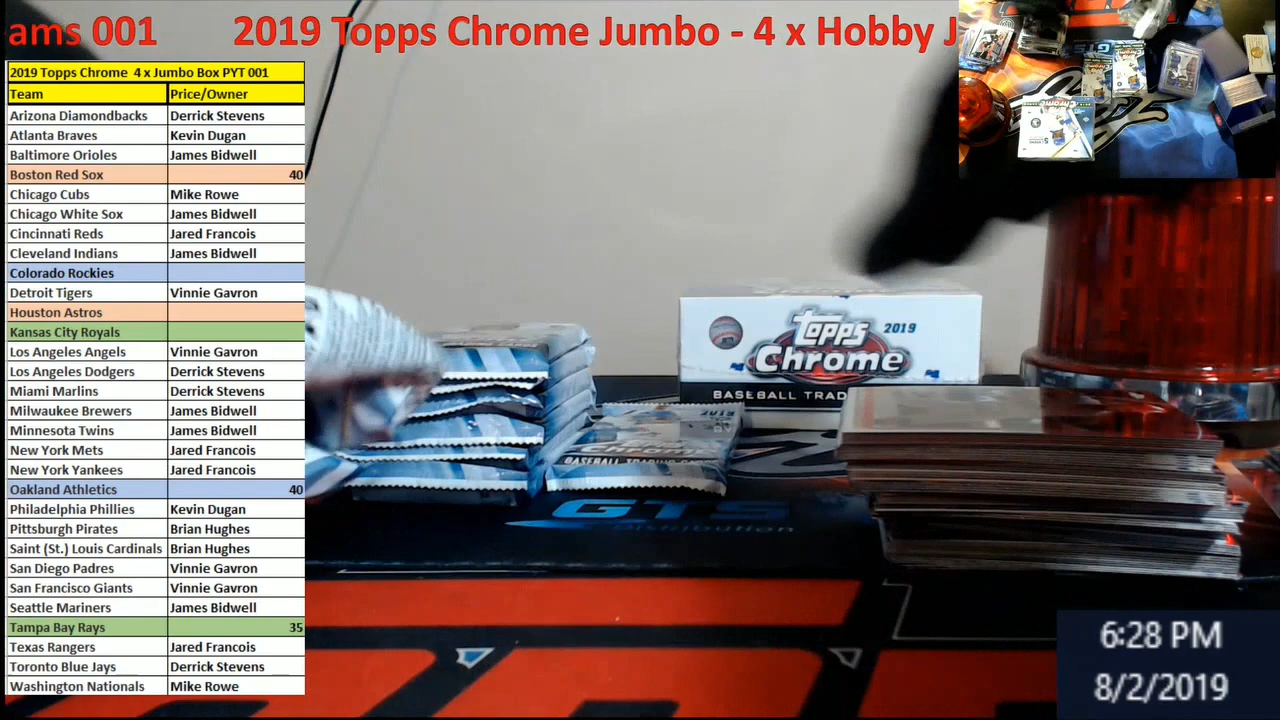 ams 001 2019 Topps Chrome Jumbo - 4 x Hobby J
2019 Topps Chrome 4 x Jumbo Box PYT 001
Team Price/Owner
Arizona Diamondbacks Derrick Stevens
Atlanta Braves Kevin Dugan
Baltimore Orioles James Bidwell
Boston Red Sox 40
Chicago Cubs Mike Rowe
Chicago White Sox James Bidwell
Cincinnati Reds Jared Francois
Cleveland Indians James Bidwell
Colorado Rockies
Detroit Tigers Vinnie Gavron
Houston Astros
Kansas City Royals
Los Angeles Angels Vinnie Gavron
Los Angeles Dodgers Derrick Stevens
Miami Marlins Derrick Stevens
Milwaukee Brewers James Bidwell
Minnesota Twins James Bidwell
New York Mets Jared Francois
New York Yankees Jared Francois
Oakland Athletics 40
Philadelphia Phillies Kevin Dugan
Pittsburgh Pirates Brian Hughes
Saint (St.) Louis Cardinals Brian Hughes
San Diego Padres Vinnie Gavron
San Francisco Giants Vinnie Gavron
Seattle Mariners James Bidwell
Tampa Bay Rays 35
Texas Rangers Jared Francois
Toronto Blue Jays Derrick Stevens
Washington Nationals Mike Rowe
Topps 2019
Chrome
BASEBALL TRAD
2019
Chrome
BASEBALL TRADING
GTS
Distribution
6:28 PM
8/2/2019